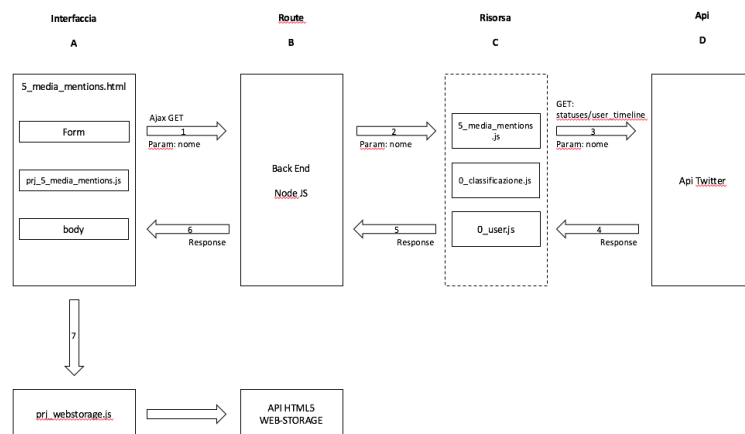 Interfaccia
A
Route
B
Risorsa
C
Api
D
5_media_mentions.html
Form
prj_5_media_mentions.js
body
Ajax GET
1
Param: nome
6
Response
Back End
Node JS
2
Param: nome
5
Response
5_media_mentions
.js
0_classificazione.js
0_user.js
GET:
statuses/user_timeline
3
Param: nome
4
Response
Api Twitter
7
prj_webstorage.js
API HTML5
WEB-STORAGE